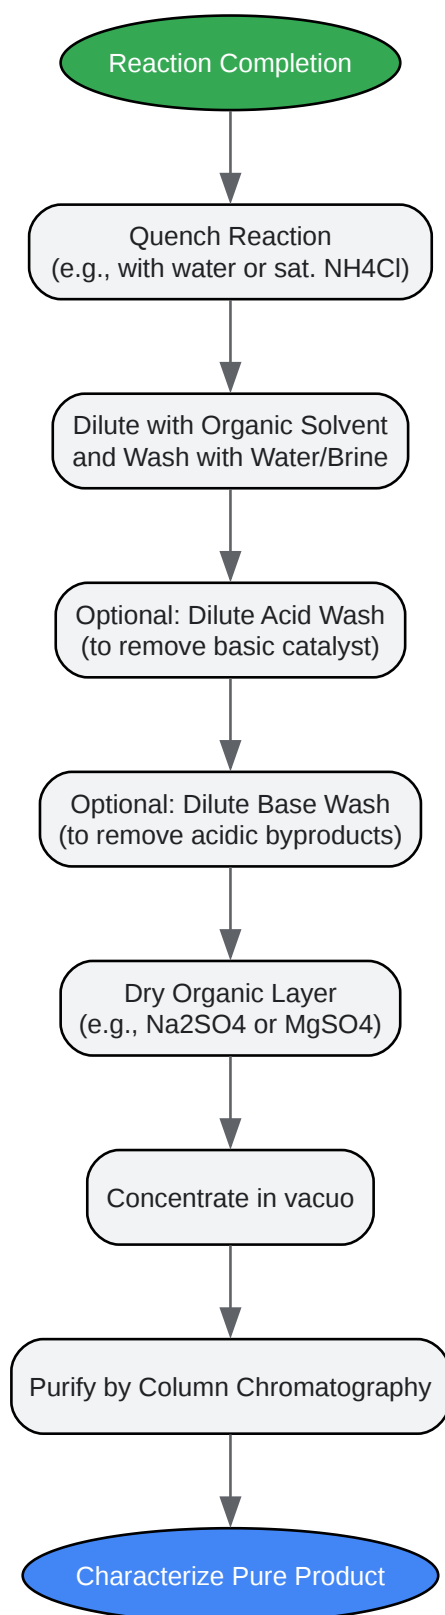 Reaction Completion
Quench Reaction
(e.g., with water or sat. NH4Cl)
Dilute with Organic Solvent
and Wash with Water/Brine
Optional: Dilute Acid Wash
(to remove basic catalyst)
Optional: Dilute Base Wash
(to remove acidic byproducts)
Dry Organic Layer
(e.g., Na2SO4 or MgSO4)
Concentrate in vacuo
Purify by Column Chromatography
Characterize Pure Product